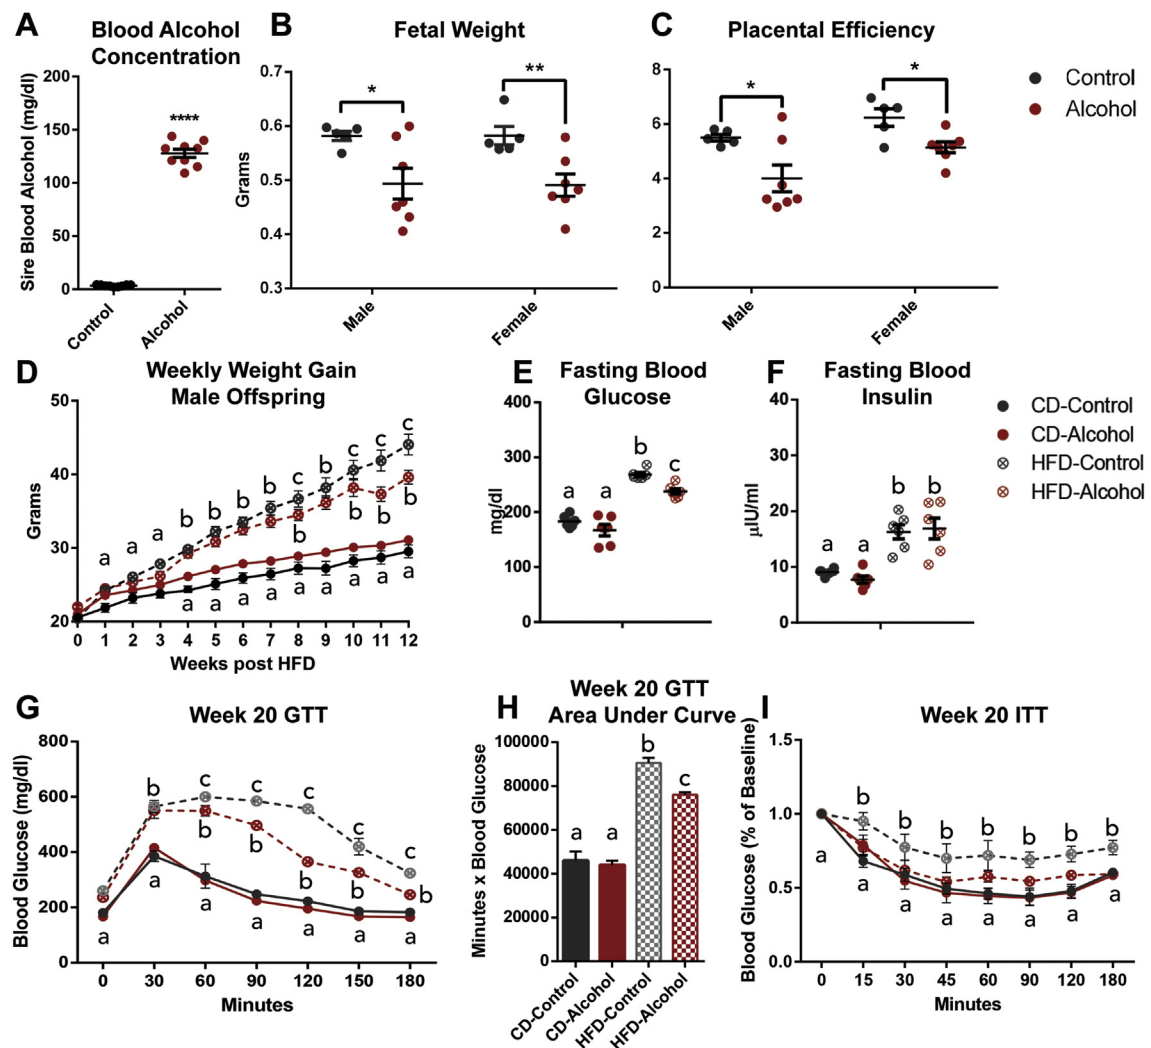 A
Blood Alcohol
Concentration
Sire Blood Alcohol (mg/dl)
200
150
100
50
0
****
Control
Alcohol
B
Fetal Weight
Grams
0.7
0.6
0.5
0.4
0.3
*
**
Male
Female
C
Placental Efficiency
8
6
4
2
0
*
*
Male
Female
Control
Alcohol
D
Weekly Weight Gain
Male Offspring
Grams
50
40
30
20
a a a b b b b c b c c c
b b b b
a a a a a a a a a
0 1 2 3 4 5 6 7 8 9 10 11 12
Weeks post HFD
E
Fasting Blood
Glucose
mg/dl
400
300
200
100
0
a a b c
F
Fasting Blood
Insulin
µIU/ml
40
30
20
10
0
a a b b
CD-Control
CD-Alcohol
HFD-Control
HFD-Alcohol
G
Week 20 GTT
Blood Glucose (mg/dl)
800
600
400
200
0
b c c c c c
b b b b b
a a a a a a a
0 30 60 90 120 150 180
Minutes
H
Week 20 GTT
Area Under Curve
Minutes x Blood Glucose
100000
80000
60000
40000
20000
0
a a b c
CD-Control
CD-Alcohol
HFD-Control
HFD-Alcohol
I
Week 20 ITT
Blood Glucose (% of Baseline)
1.5
1.0
0.5
0.0
b b b b b b b
a a a a a a a a
0 15 30 45 60 90 120 180
Minutes